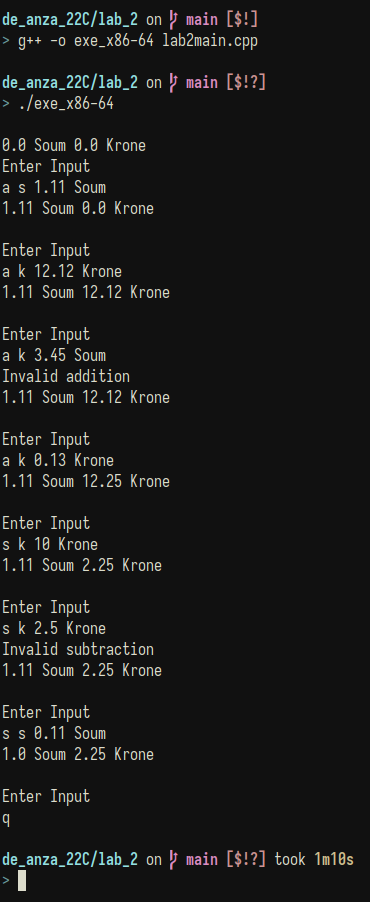 de_anza_22C/lab_2 on main [$!]
> g++ -o exe_x86-64 lab2main.cpp
de_anza_22C/lab_2 on main [$!?]
> ./exe_x86-64
0.0 Soum 0.0 Krone
Enter Input
a s 1.11 Soum
1.11 Soum 0.0 Krone
Enter Input
a k 12.12 Krone
1.11 Soum 12.12 Krone
Enter Input
a k 3.45 Soum
Invalid addition
1.11 Soum 12.12 Krone
Enter Input
a k 0.13 Krone
1.11 Soum 12.25 Krone
Enter Input
s k 10 Krone
1.11 Soum 2.25 Krone
Enter Input
s k 2.5 Krone
Invalid subtraction
1.11 Soum 2.25 Krone
Enter Input
s s 0.11 Soum
1.0 Soum 2.25 Krone
Enter Input
q
de_anza_22C/lab_2 on main [$!?] took 1m10s
>